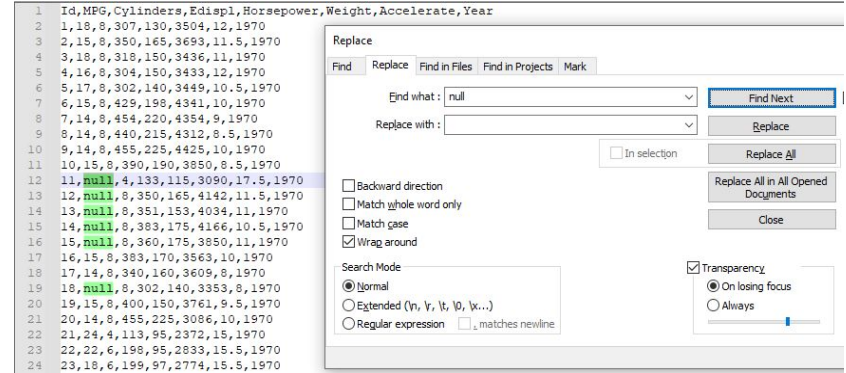 1 Id,MPG,Cylinders,Edispl,Horsepower,Weight,Accelerate,Year
2 1,18,8,307,130,3504,12,1970
3 2,15,8,350,165,3693,11.5,1970
4 3,18,8,318,150,3436,11,1970
5 4,16,8,304,150,3433,12,1970
6 5,17,8,302,140,3449,10.5,1970
7 6,15,8,429,198,4341,10,1970
8 7,14,8,454,220,4354,9,1970
9 8,14,8,440,215,4312,8.5,1970
10 9,14,8,455,225,4425,10,1970
11 10,15,8,390,190,3850,8.5,1970
12 11,null,4,133,115,3090,17.5,1970
13 12,null,8,350,165,4142,11.5,1970
14 13,null,8,351,153,4034,11,1970
15 14,null,8,383,175,4166,10.5,1970
16 15,null,8,360,175,3850,11,1970
17 16,15,8,383,170,3563,10,1970
18 17,14,8,340,160,3609,8,1970
19 18,null,8,302,140,3353,8,1970
20 19,15,8,400,150,3761,9.5,1970
21 20,14,8,455,225,3086,10,1970
22 21,24,4,113,95,2372,15,1970
23 22,22,6,198,95,2833,15.5,1970
24 23,18,6,199,97,2774,15.5,1970
Replace
Find Replace Find in Files Find in Projects Mark
Find what : null Find Next
Replace with : Replace
In selection Replace All
Backward direction Replace All in All Opened
Documents
Match whole word only
Match case Close
Wrap around
Search Mode Transparency
Normal On losing focus
Extended (\n, \r, \t, \0, \x...) Always
Regular expression . matches newline